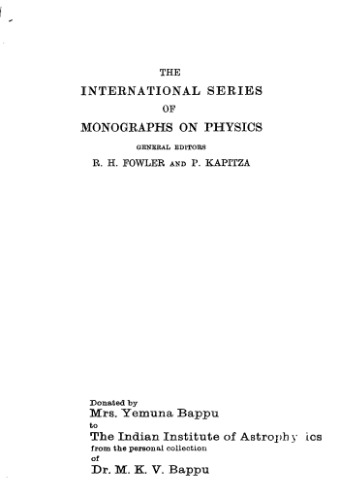 THE
INTERNATIONAL SERIES
OF
MONOGRAPHS ON PHYSICS
GENERAL EDITORS
R. H. FOWLER AND P. KAPITZA
Donated by
Mrs. Yemuna Bappu
to
The Indian Institute of Astrophy ics
from the personal collection
of
Dr. M. K. V. Bappu